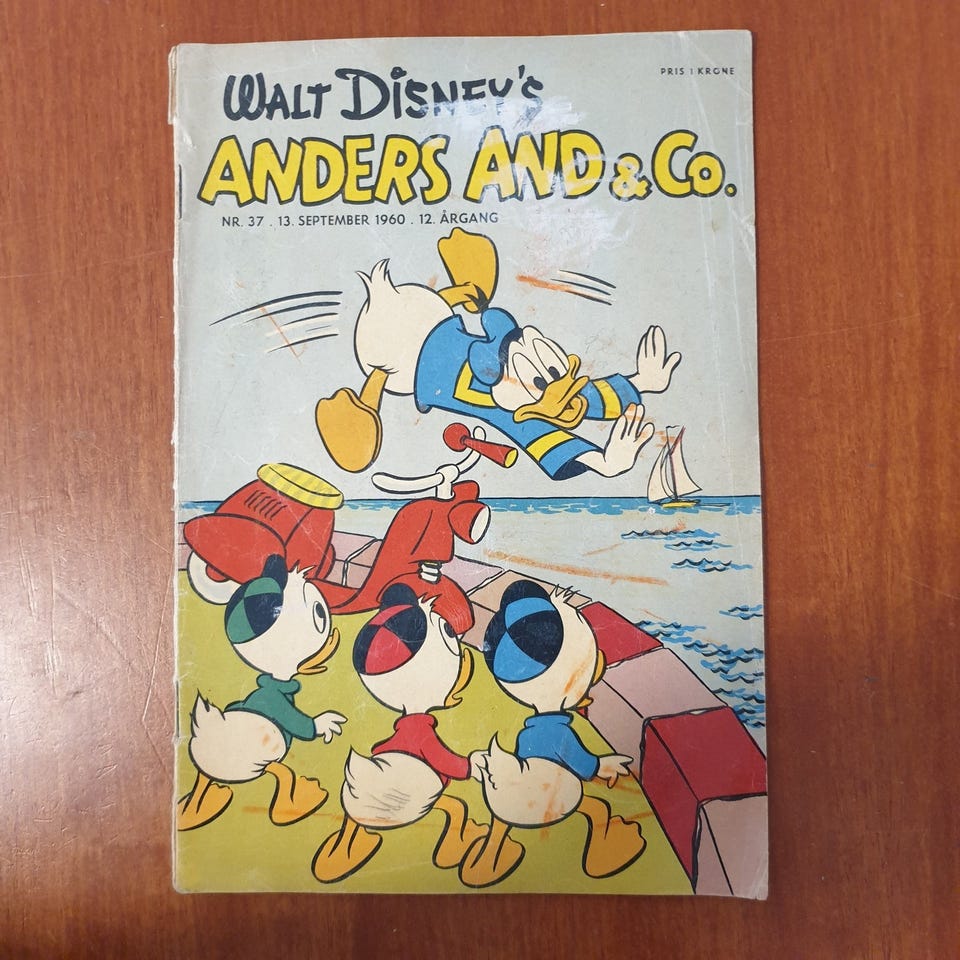 WALT DISNEY'S
PRIS 1 KRONE
ANDERS AND & Co.
NR. 37 . 13. SEPTEMBER 1960 . 12. ÅRGANG